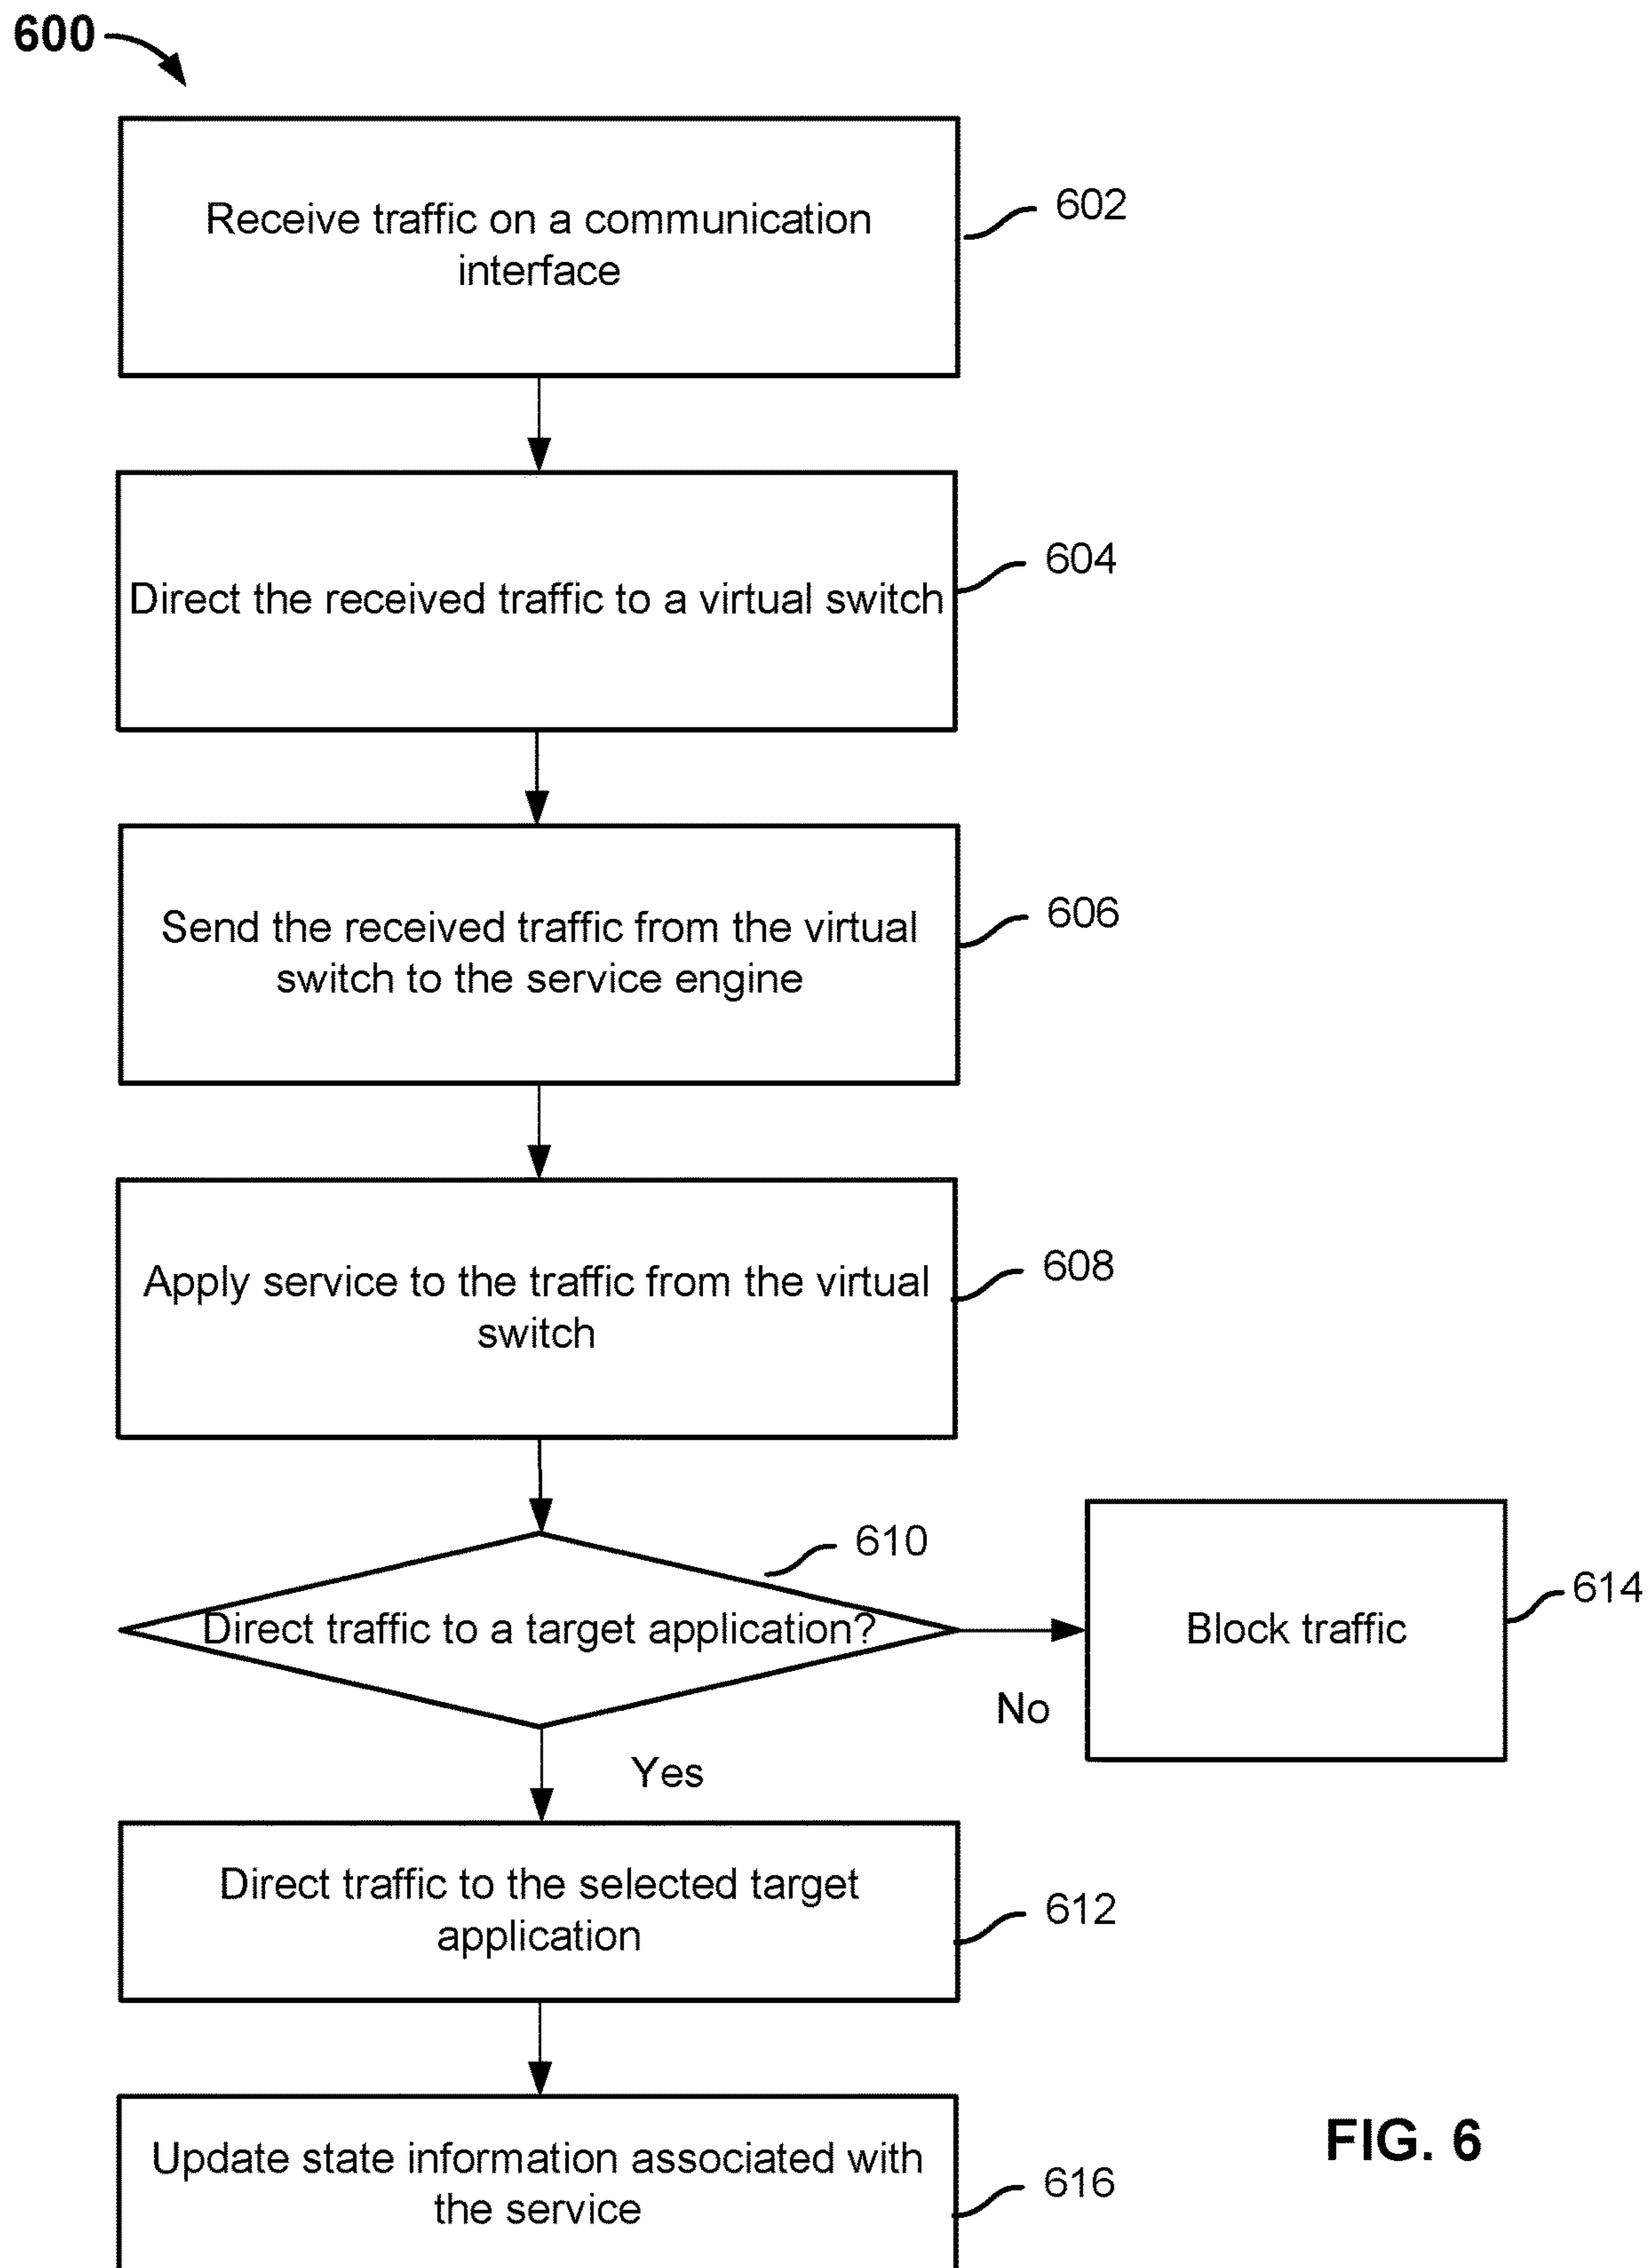 600
Receive traffic on a communication
interface
602
Direct the received traffic to a virtual switch
604
Send the received traffic from the virtual
switch to the service engine
606
Apply service to the traffic from the virtual
switch
608
610
Direct traffic to a target application?
Block traffic
614
No
Yes
Direct traffic to the selected target
application
612
Update state information associated with
the service
616
FIG. 6